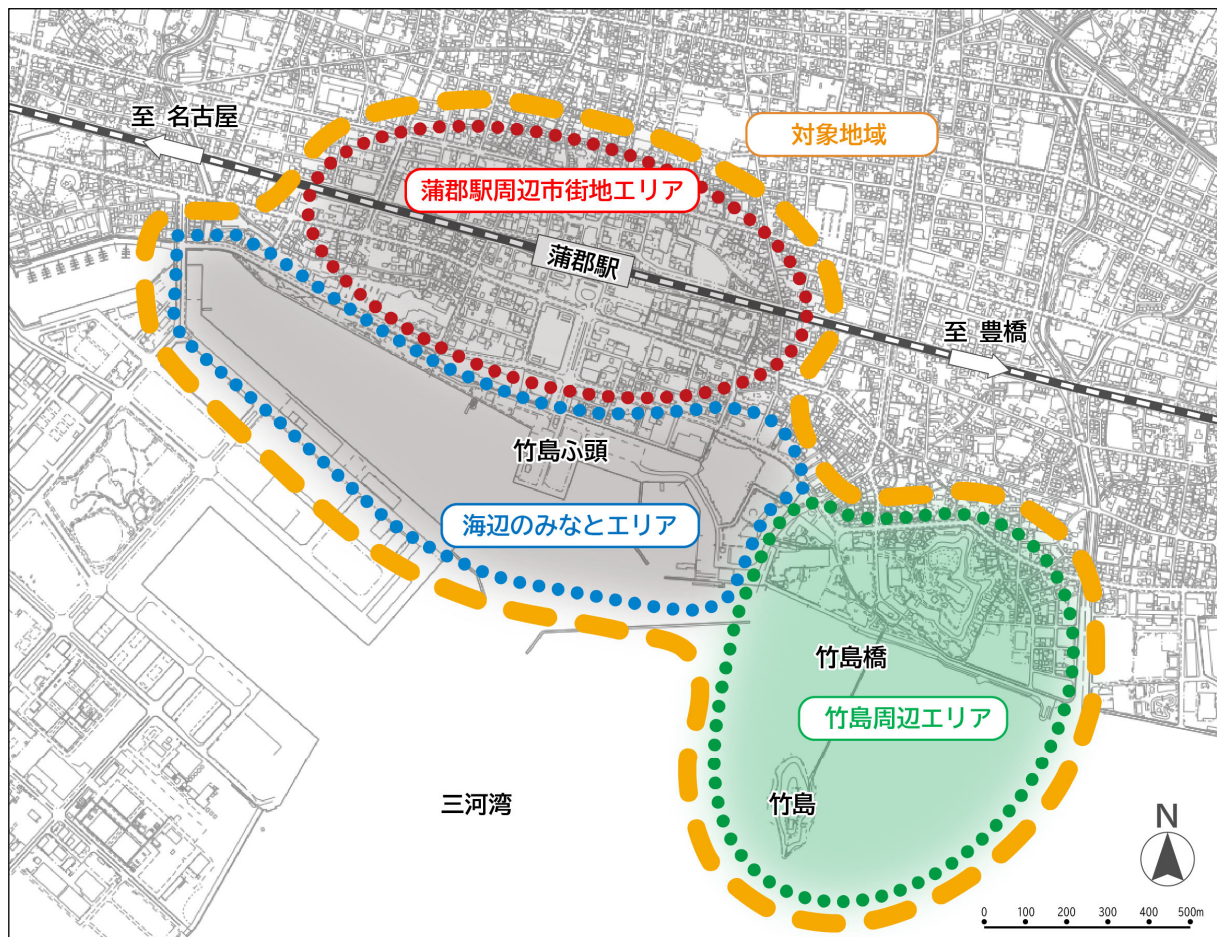 至 名古屋
対象地域
蒲郡駅周辺市街地エリア
蒲郡駅
至 豊橋
竹島ふ頭
海辺のみなとエリア
竹島橋
竹島周辺エリア
三河湾
竹島
N
0 100 200 300 400 500m